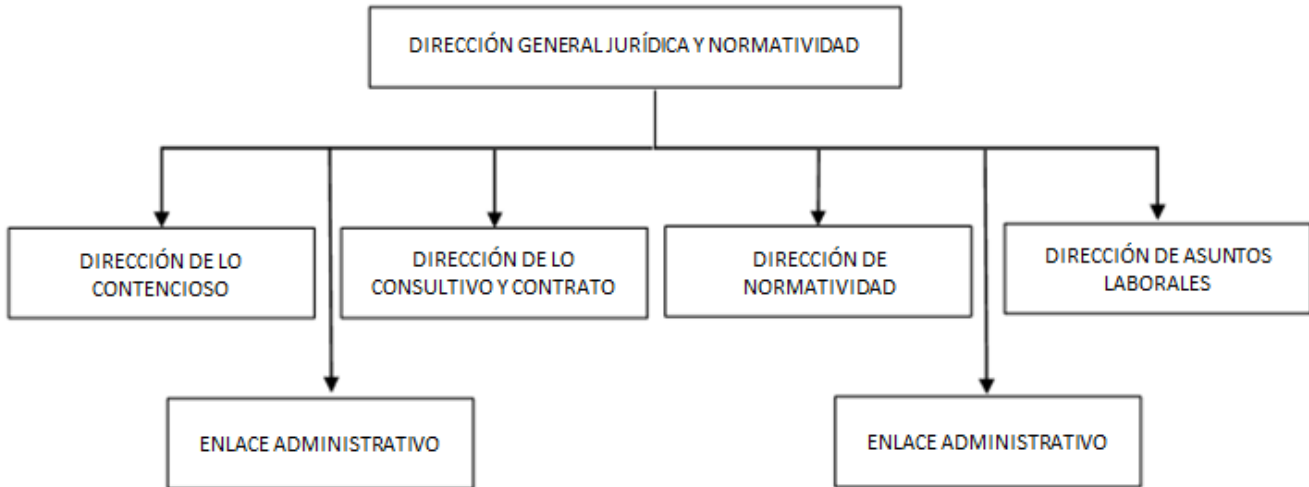 DIRECCIÓN GENERAL JURÍDICA Y NORMATIVIDAD
DIRECCIÓN DE LO
CONTENCIOSO
DIRECCIÓN DE LO
CONSULTIVO Y CONTRATO
DIRECCIÓN DE
NORMATIVIDAD
DIRECCIÓN DE ASUNTOS
LABORALES
ENLACE ADMINISTRATIVO
ENLACE ADMINISTRATIVO